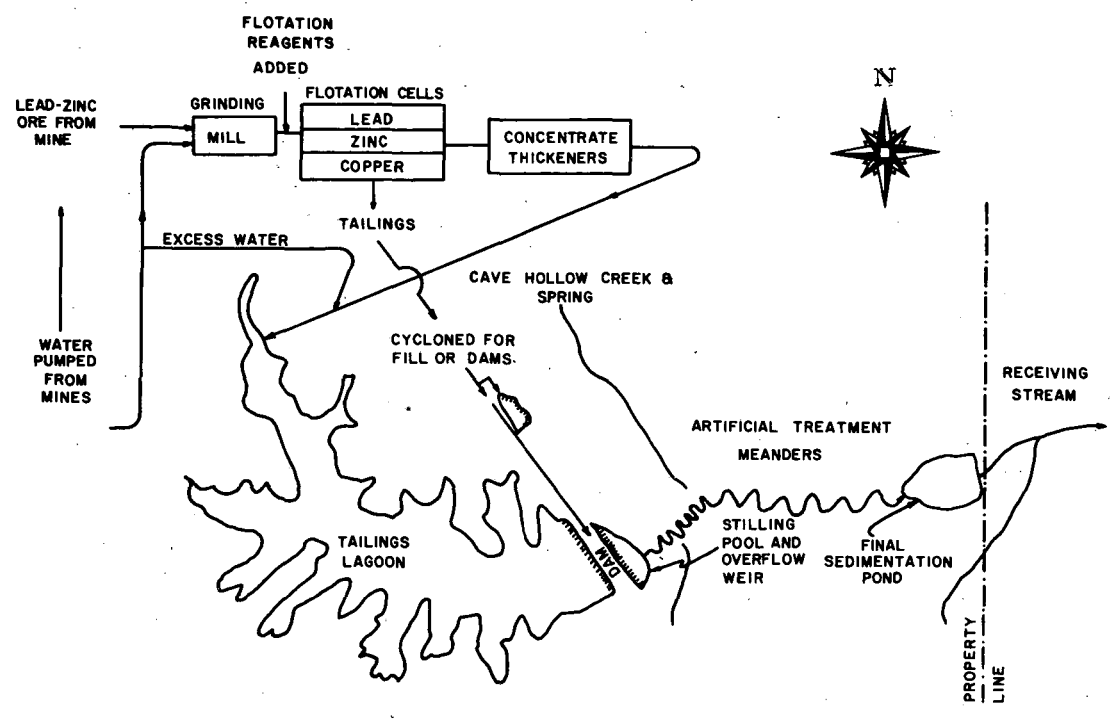 FLOTATION
REAGENTS
ADDED
N
LEAD-ZINC
ORE FROM
MINE
GRINDING
MILL
FLOTATION CELLS
LEAD
ZINC
COPPER
CONCENTRATE
THICKENERS
TAILINGS
EXCESS WATER
CAVE HOLLOW CREEK &
SPRING
WATER
PUMPED
FROM
MINES
CYCLONED FOR
FILL OR DAMS.
RECEIVING
STREAM
ARTIFICIAL TREATMENT
MEANDERS
TAILINGS
LAGOON
DAM
STILLING
POOL AND
OVERFLOW
WEIR
FINAL
SEDIMENTATION
POND
PROPERTY
LINE